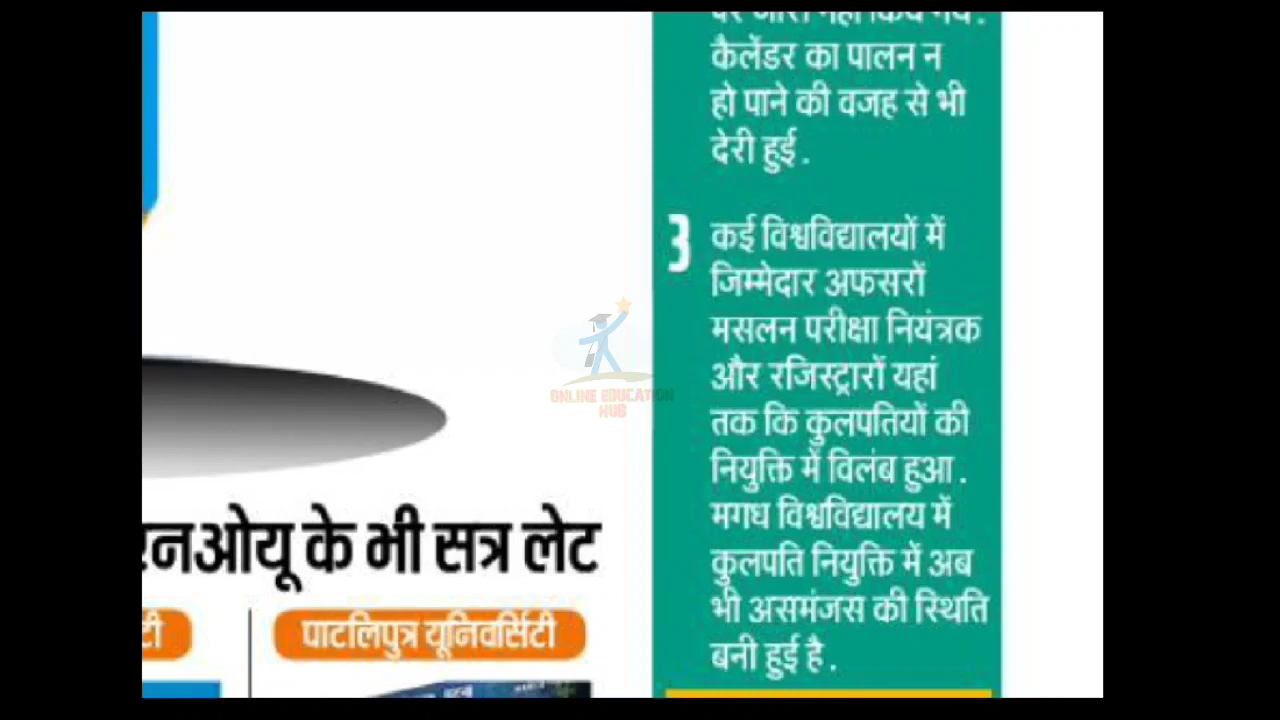 कैलेंडर का पालन न
हो पाने की वजह से भी
देरी हुई.
3 कई विश्वविद्यालयों में
जिम्मेदार अफसरों
मसलन परीक्षा नियंत्रक
और रजिस्ट्रारों यहां
तक कि कुलपतियों की
नियुक्ति में विलंब हुआ.
मगध विश्वविद्यालय में
कुलपति नियुक्ति में अब
भी असमंजस की स्थिति
बनी हुई है.
ONLINE EDUCATION
HUB
रनओयू के भी सत्र लेट
टी
पाटलिपुत्र यूनिवर्सिटी